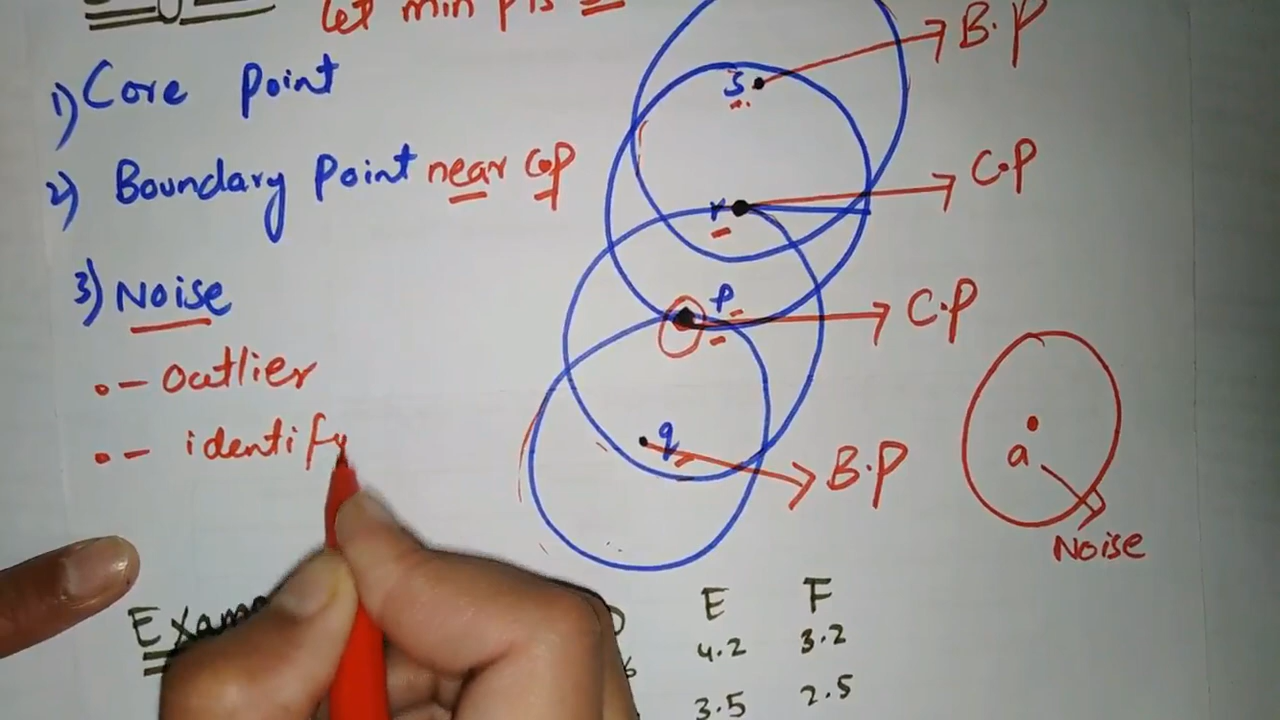 Let min pts
1) Core Point
2) Boundary Point near C.P
3) Noise
•- Outlier
•- identify
B.P
s
C.P
r
p
C.P
q
B.P
a
Noise
E F
4.2 3.2
3.5 2.5